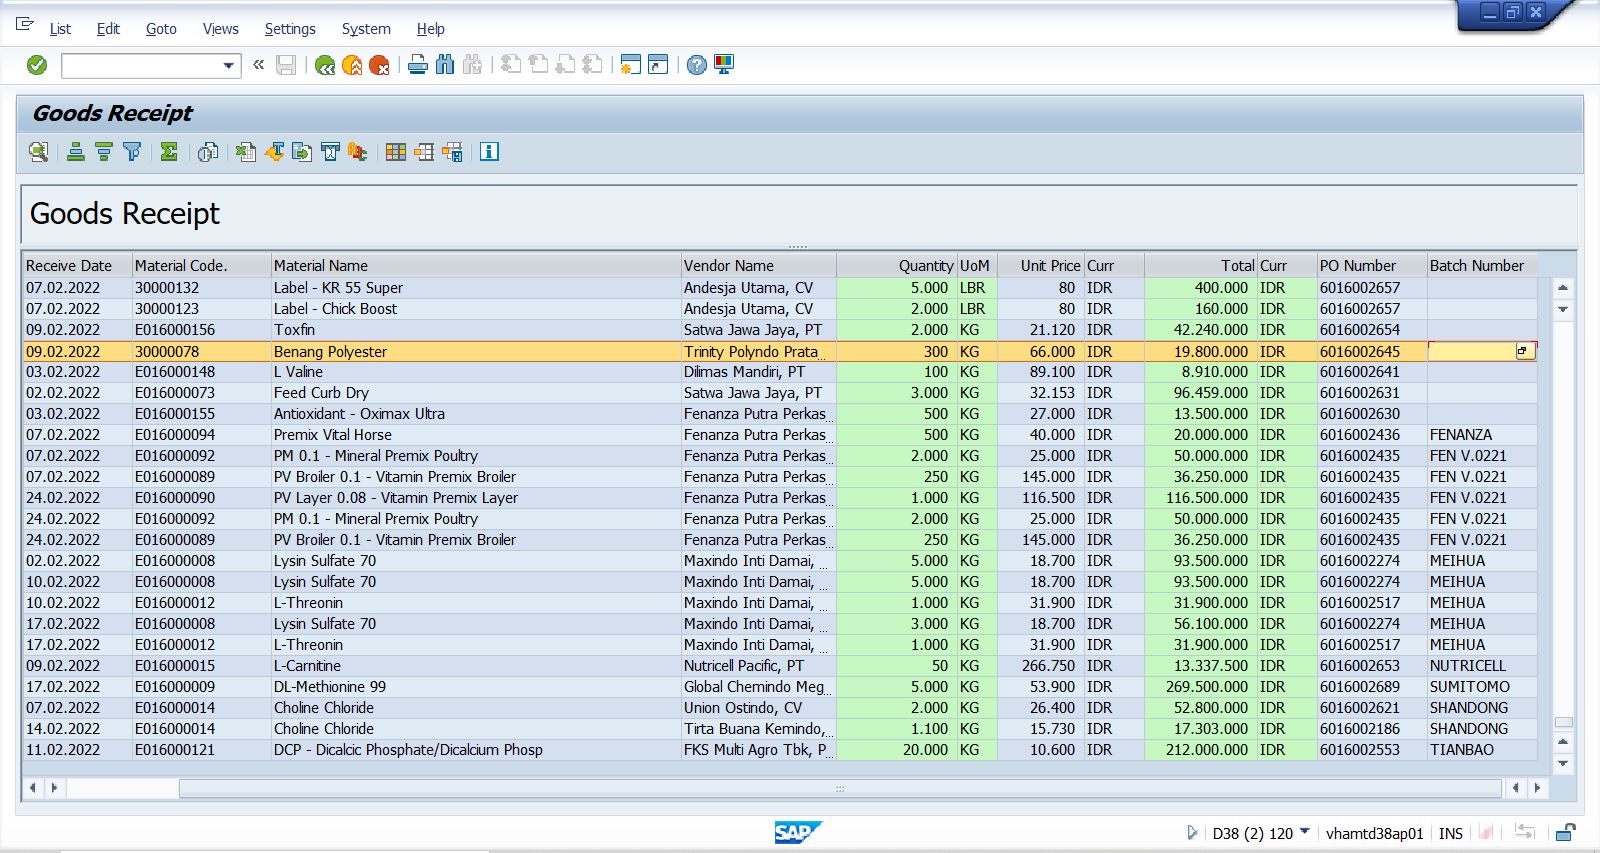 List Edit Goto Views Settings System Help
Goods Receipt
Goods Receipt
Receive Date Material Code. Material Name Vendor Name Quantity UoM Unit Price Curr Total Curr PO Number Batch Number
07.02.2022 30000132 Label - KR 55 Super Andesja Utama, CV 5.000 LBR 80 IDR 400.000 IDR 6016002657
07.02.2022 30000123 Label - Chick Boost Andesja Utama, CV 2.000 LBR 80 IDR 160.000 IDR 6016002657
09.02.2022 E016000156 Toxfin Satwa Jawa Jaya, PT 2.000 KG 21.120 IDR 42.240.000 IDR 6016002654
09.02.2022 30000078 Benang Polyester Trinity Polyndo Prata... 300 KG 66.000 IDR 19.800.000 IDR 6016002645
03.02.2022 E016000148 L Valine Dilimas Mandiri, PT 100 KG 89.100 IDR 8.910.000 IDR 6016002641
02.02.2022 E016000073 Feed Curb Dry Satwa Jawa Jaya, PT 3.000 KG 32.153 IDR 96.459.000 IDR 6016002631
03.02.2022 E016000155 Antioxidant - Oximax Ultra Fenanza Putra Perkas... 500 KG 27.000 IDR 13.500.000 IDR 6016002630
07.02.2022 E016000094 Premix Vital Horse Fenanza Putra Perkas... 500 KG 40.000 IDR 20.000.000 IDR 6016002436 FENANZA
07.02.2022 E016000092 PM 0.1 - Mineral Premix Poultry Fenanza Putra Perkas... 2.000 KG 25.000 IDR 50.000.000 IDR 6016002435 FEN V.0221
07.02.2022 E016000089 PV Broiler 0.1 - Vitamin Premix Broiler Fenanza Putra Perkas... 250 KG 145.000 IDR 36.250.000 IDR 6016002435 FEN V.0221
24.02.2022 E016000090 PV Layer 0.08 - Vitamin Premix Layer Fenanza Putra Perkas... 1.000 KG 116.500 IDR 116.500.000 IDR 6016002435 FEN V.0221
24.02.2022 E016000092 PM 0.1 - Mineral Premix Poultry Fenanza Putra Perkas... 2.000 KG 25.000 IDR 50.000.000 IDR 6016002435 FEN V.0221
24.02.2022 E016000089 PV Broiler 0.1 - Vitamin Premix Broiler Fenanza Putra Perkas... 250 KG 145.000 IDR 36.250.000 IDR 6016002435 FEN V.0221
02.02.2022 E016000008 Lysin Sulfate 70 Maxindo Inti Damai, ... 5.000 KG 18.700 IDR 93.500.000 IDR 6016002274 MEIHUA
10.02.2022 E016000008 Lysin Sulfate 70 Maxindo Inti Damai, ... 5.000 KG 18.700 IDR 93.500.000 IDR 6016002274 MEIHUA
10.02.2022 E016000012 L-Threonin Maxindo Inti Damai, ... 1.000 KG 31.900 IDR 31.900.000 IDR 6016002517 MEIHUA
17.02.2022 E016000008 Lysin Sulfate 70 Maxindo Inti Damai, ... 3.000 KG 18.700 IDR 56.100.000 IDR 6016002274 MEIHUA
17.02.2022 E016000012 L-Threonin Maxindo Inti Damai, ... 1.000 KG 31.900 IDR 31.900.000 IDR 6016002517 MEIHUA
09.02.2022 E016000015 L-Carnitine Nutricell Pacific, PT 50 KG 266.750 IDR 13.337.500 IDR 6016002653 NUTRICELL
17.02.2022 E016000009 DL-Methionine 99 Global Chemindo Meg... 5.000 KG 53.900 IDR 269.500.000 IDR 6016002689 SUMITOMO
07.02.2022 E016000014 Choline Chloride Union Ostindo, CV 2.000 KG 26.400 IDR 52.800.000 IDR 6016002621 SHANDONG
14.02.2022 E016000014 Choline Chloride Tirta Buana Kemindo,... 1.100 KG 15.730 IDR 17.303.000 IDR 6016002186 SHANDONG
11.02.2022 E016000121 DCP - Dicalcic Phosphate/Dicalcium Phosp FKS Multi Agro Tbk, P... 20.000 KG 10.600 IDR 212.000.000 IDR 6016002553 TIANBAO
SAP D38 (2) 120 vhamtd38ap01 INS